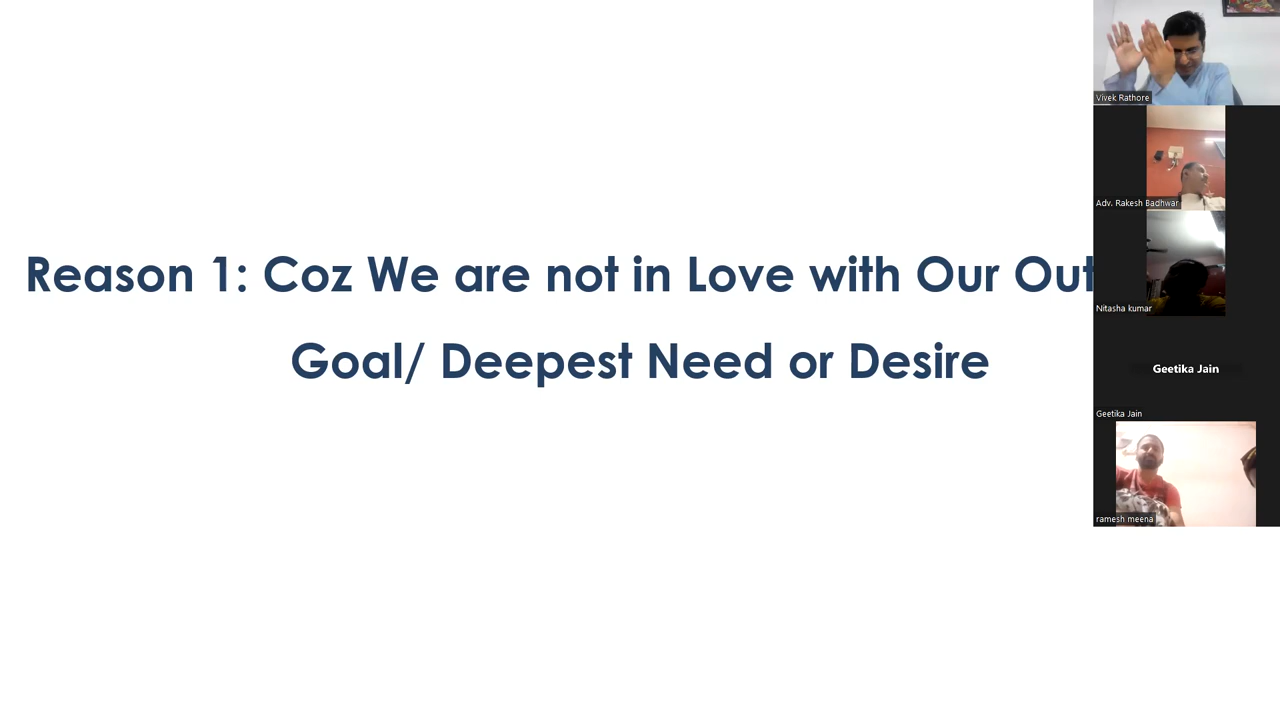 Reason 1: Coz We are not in Love with Our Out
Goal/ Deepest Need or Desire
Vivek Rathore
Adv. Rakesh Badhwar
Nitasha kumar
Geetika Jain
Geetika Jain
ramesh meena